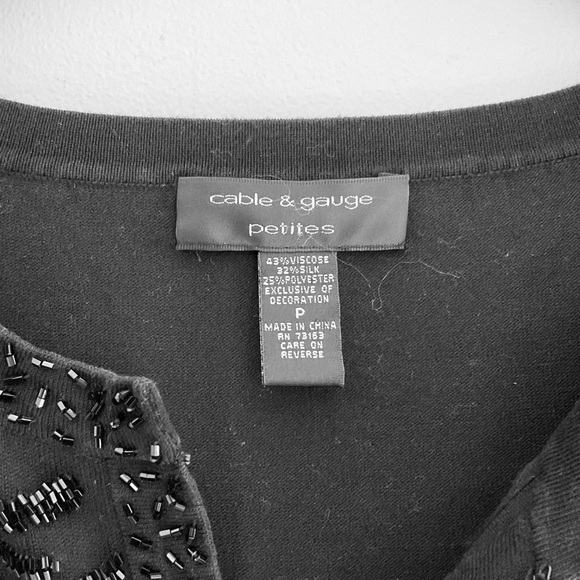 cable & gauge
petites
43%VISCOSE
32%SILK
25%POLYESTER
EXCLUSIVE OF
DECORATION
P
MADE IN CHINA
RN 73163
CARE ON
REVERSE